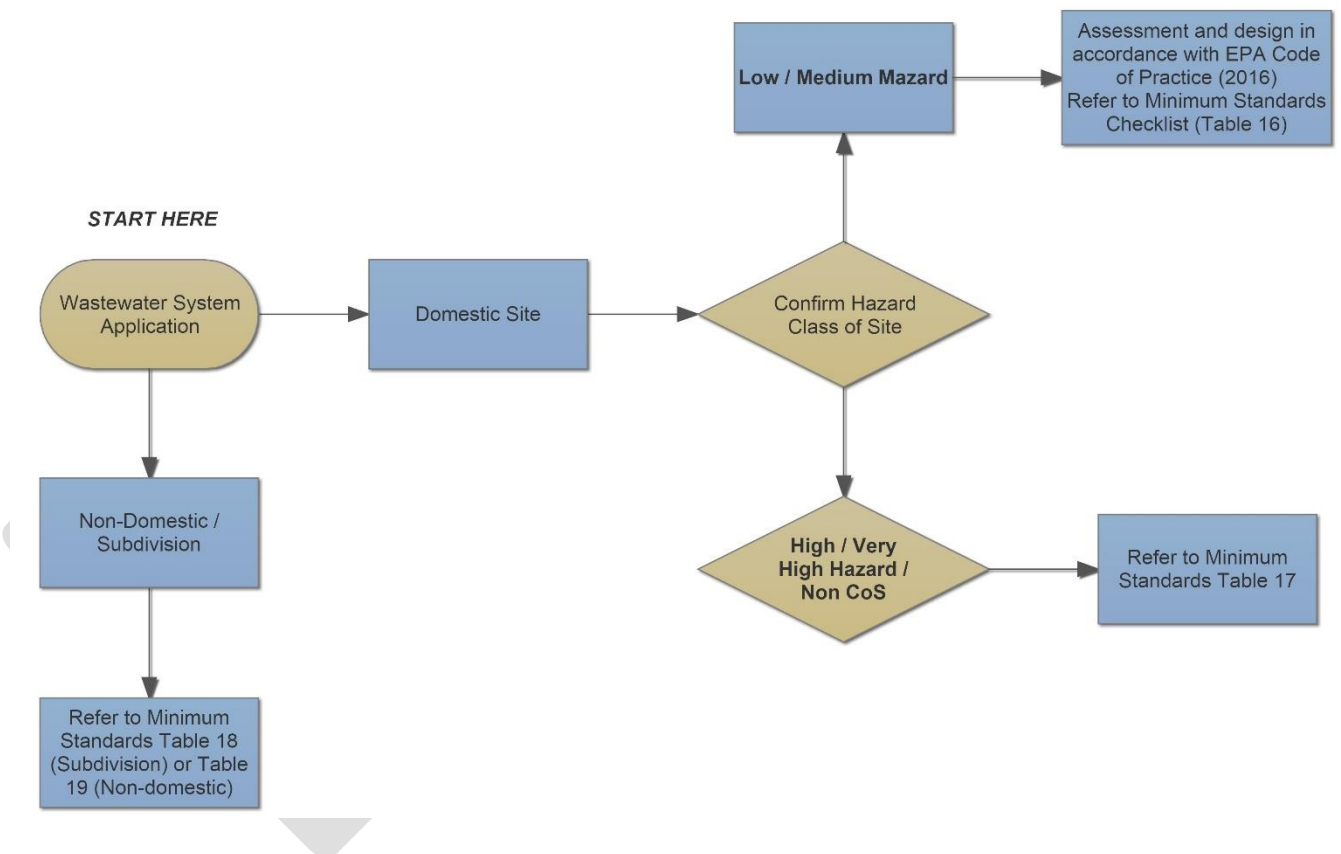 Low / Medium Mazard
Assessment and design in
accordance with EPA Code
of Practice (2016)
Refer to Minimum Standards
Checklist (Table 16)
START HERE
Wastewater System
Application
Domestic Site
Confirm Hazard
Class of Site
Non-Domestic /
Subdivision
High / Very
High Hazard /
Non CoS
Refer to Minimum
Standards Table 17
Refer to Minimum
Standards Table 18
(Subdivision) or Table
19 (Non-domestic)